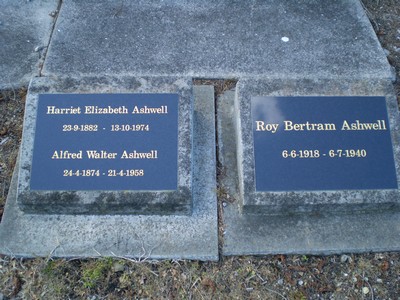 Harriet Elizabeth Ashwell
23-9-1882 - 13-10-1974
Alfred Walter Ashwell
24-4-1874 - 21-4-1958
Roy Bertram Ashwell
6-6-1918 - 6-7-1940